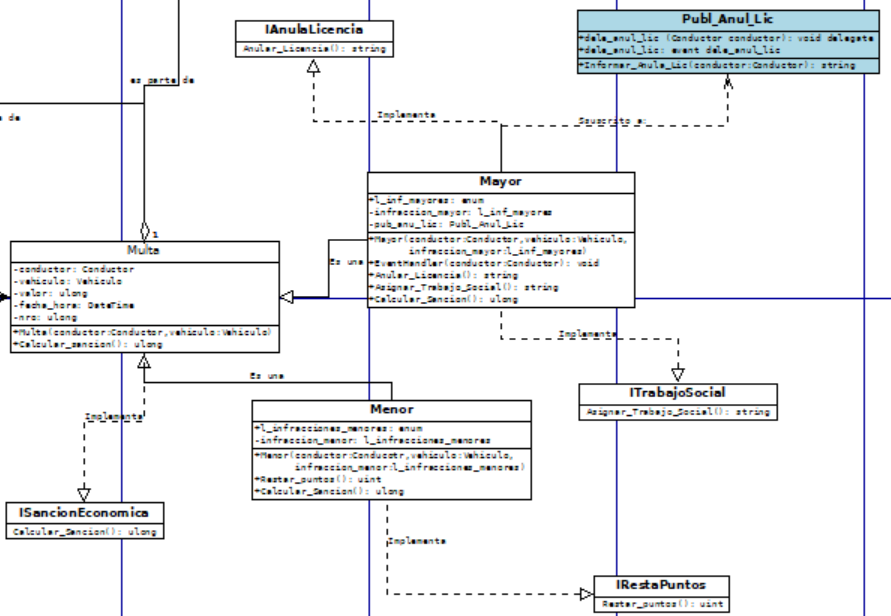 IAnulaLicencia
Anular_Licencia(): string
Publ_Anul_Lic
+dele_anul_lic (Conductor conductor): void delegate
+dele_anul_lic: event dele_anul_lic
+Informar_Anula_Lic(conductor:Conductor): string
es parte de
de
Implementa
Ssuscrito a:
Mayor
+l_inf_mayores: enum
-infraccion_mayor: l_inf_mayores
-pub_anu_lic: Publ_Anul_Lic
+Mayor(conductor:Conductor,vehiculo:Vehiculo,
infraccion_mayor:l_inf_mayores)
+EventHandler(conductor:Conductor): void
+Anular_Licencia(): string
+Asignar_Trabajo_Social(): string
+Calcular_Sancion(): ulong
1
Multa
-conductor: Conductor
-vehiculo: Vehiculo
-valor: ulong
-fecha_hora: DateTime
-nro: ulong
+Multa(conductor:Conductor,vehiculo:Vehiculo)
+Calcular_sancion(): ulong
Es una
Implementa
Es una
ITrabajoSocial
Asignar_Trabajo_Social(): string
Menor
+l_infracciones_menores: enum
-infraccion_menor: l_infracciones_menores
+Menor(conductor:Conducotr,vehiculo:Vehiculo,
infraccion_menor:l_infracciones_menores)
+Restar_puntos(): uint
+Calcular_Sancion(): ulong
Implementa
ISancionEconomica
Calcular_Sancion(): ulong
Implementa
IRestaPuntos
Restar_puntos(): uint